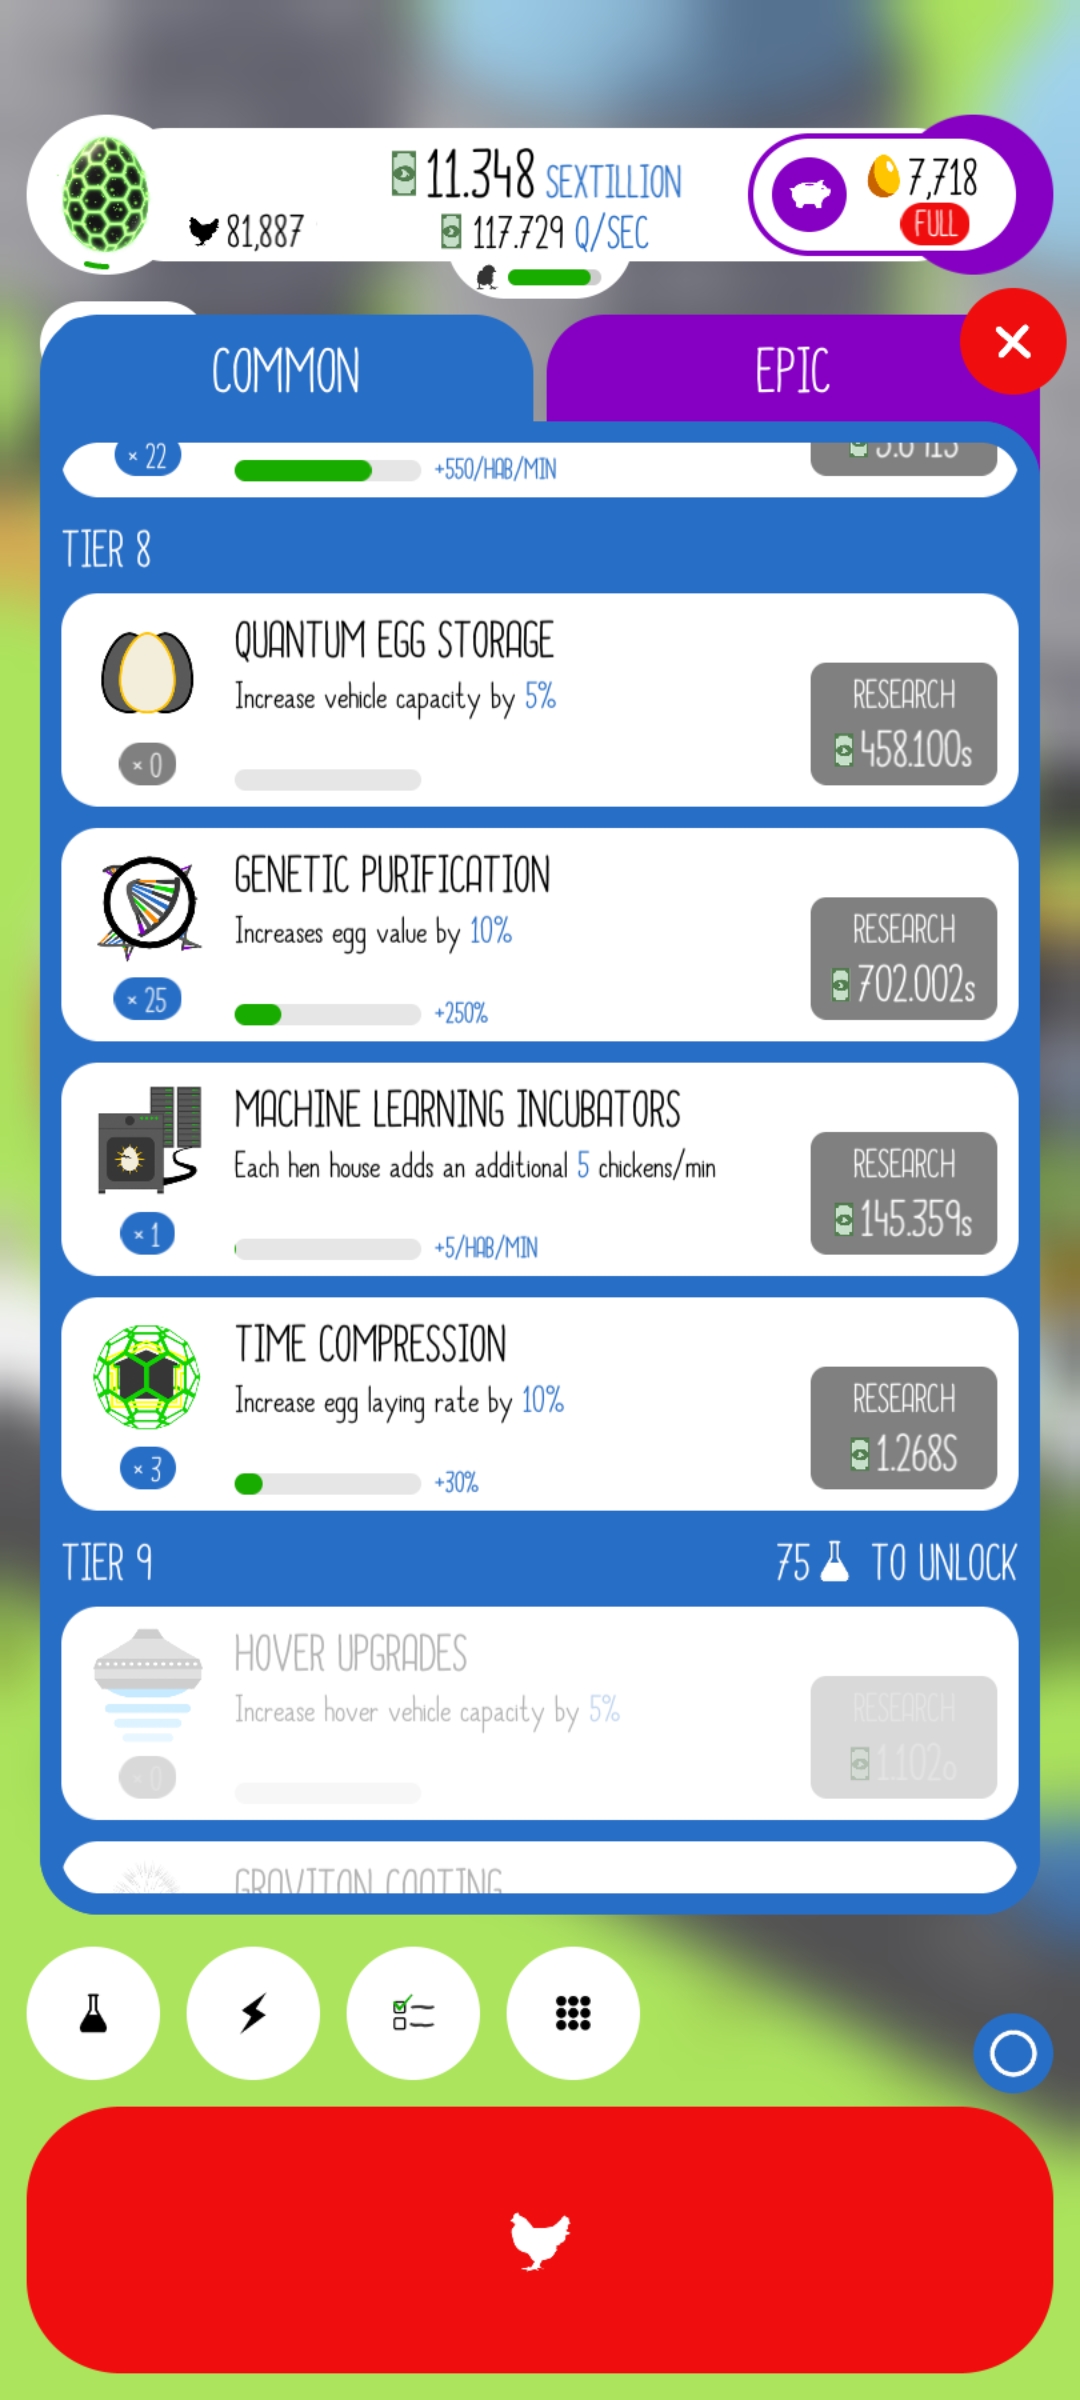 11.348 SEXTILLION
7,718
81,887
117.729 Q/SEC
FULL
COMMON
EPIC
× 22
+550/HAB/MIN
TIER 8
QUANTUM EGG STORAGE
Increase vehicle capacity by 5%
RESEARCH
458.100s
× 0
GENETIC PURIFICATION
Increases egg value by 10%
RESEARCH
702.002s
× 25
+250%
MACHINE LEARNING INCUBATORS
Each hen house adds an additional 5 chickens/min
RESEARCH
145.359s
× 1
+5/HAB/MIN
TIME COMPRESSION
Increase egg laying rate by 10%
RESEARCH
1.268S
× 3
+30%
TIER 9
75 TO UNLOCK
HOVER UPGRADES
Increase hover vehicle capacity by 5%
RESEARCH
1.102o
× 0
GRAVITON COATING